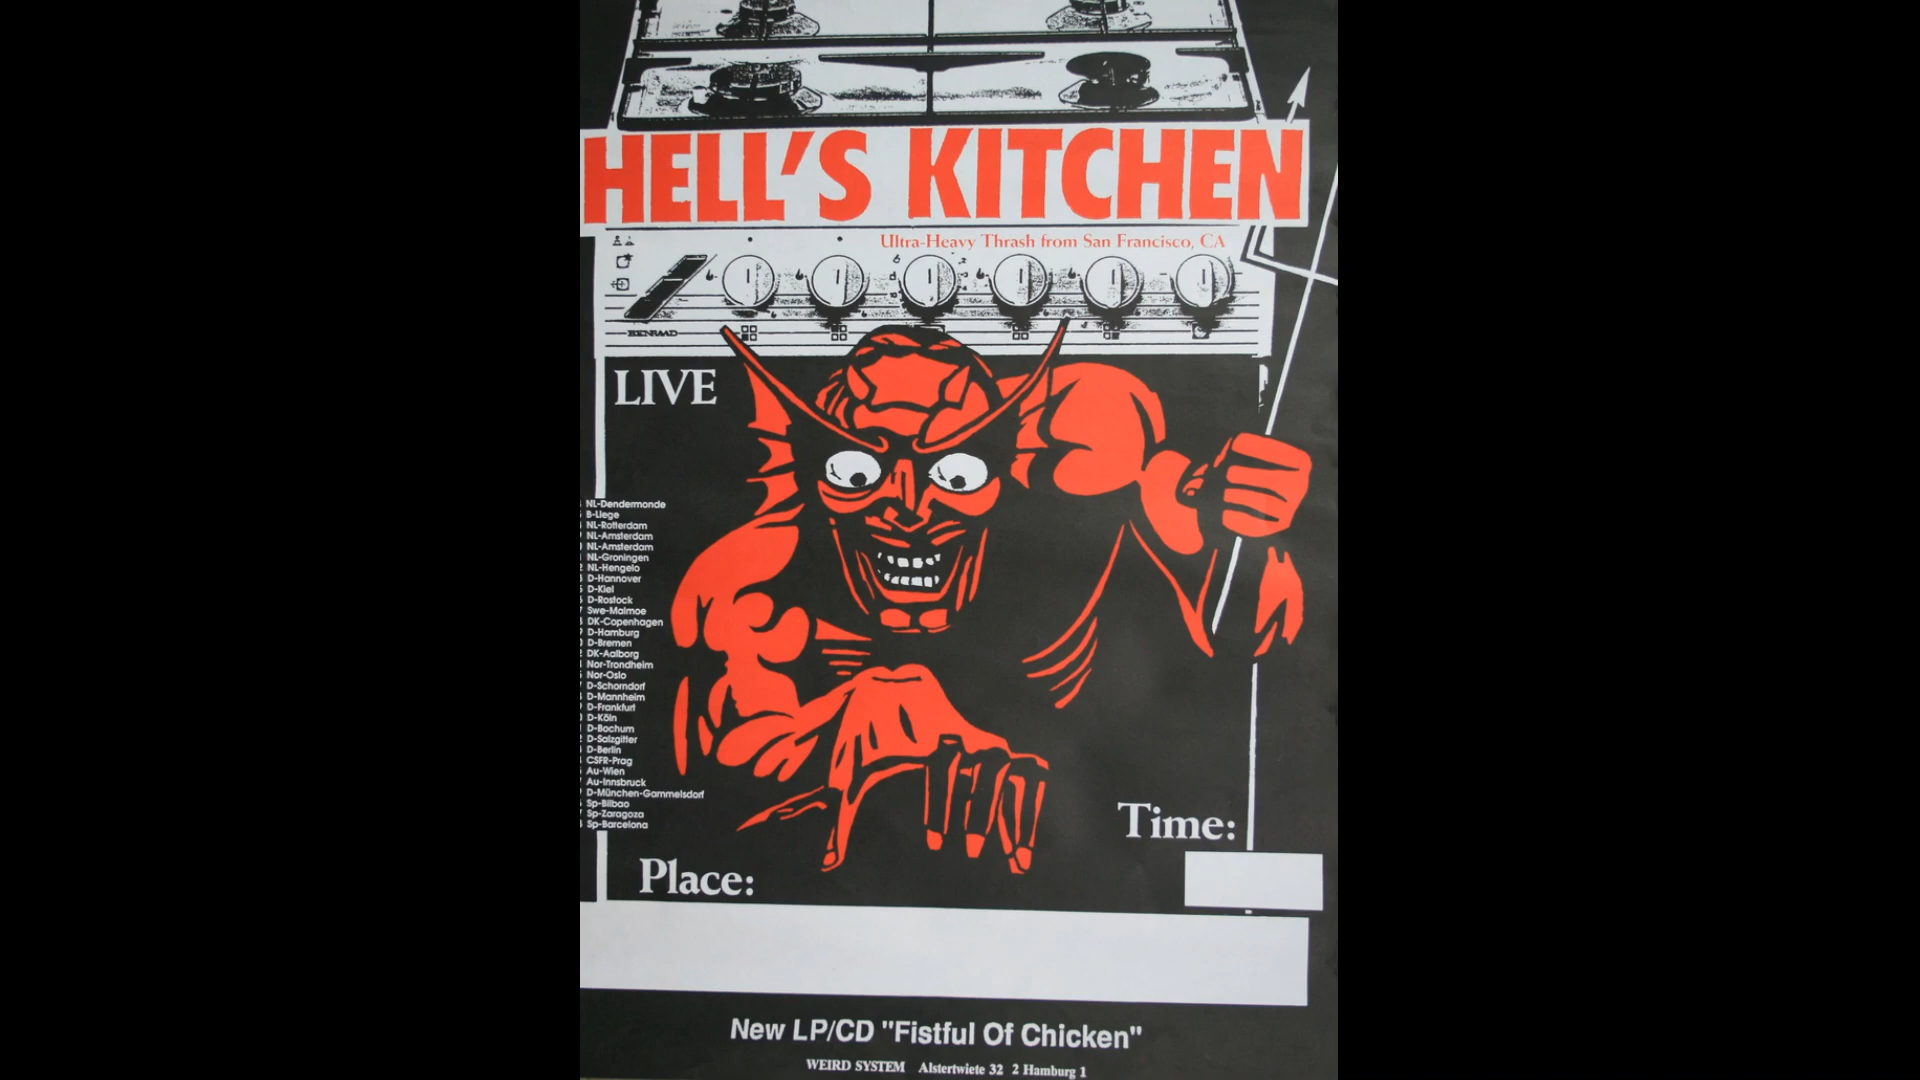 HELL'S KITCHEN
Ultra-Heavy Thrash from San Francisco, CA
BENRAAD
LIVE
NL-Dendermonde
B-Liege
NL-Rotterdam
NL-Amsterdam
NL-Amsterdam
NL-Groningen
NL-Hengelo
D-Hannover
D-Kiel
D-Rostock
Swe-Malmoe
DK-Copenhagen
D-Hamburg
D-Bremen
DK-Aalborg
Nor-Trondheim
Nor-Oslo
D-Schorndorf
D-Mannheim
D-Frankfurt
D-Köln
D-Bochum
D-Salzgitter
D-Berlin
CSFR-Prag
Au-Wien
Au-Innsbruck
D-München-Gammelsdorf
Sp-Bilbao
Sp-Zaragoza
Sp-Barcelona
Time:
Place:
New LP/CD "Fistful Of Chicken"
WEIRD SYSTEM Alstertwiete 32 2 Hamburg 1